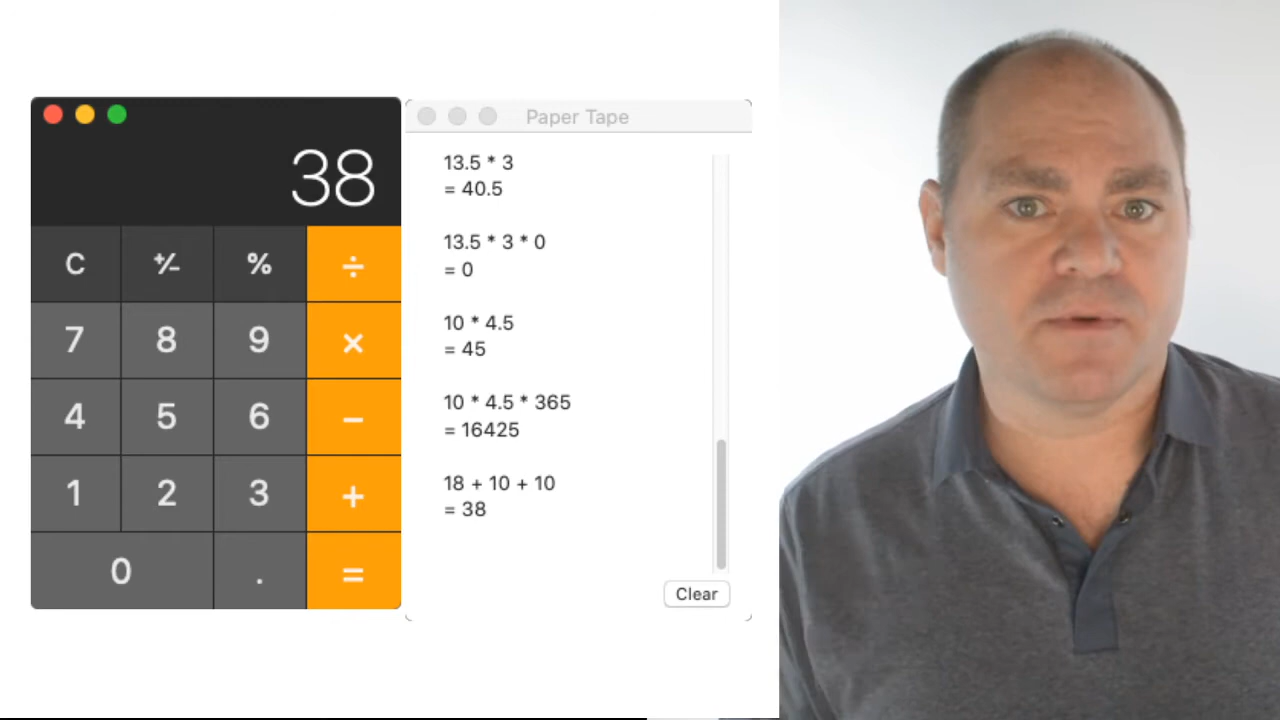 38
C ⁺⁄₋ % ÷
7 8 9 ×
4 5 6 −
1 2 3 +
0 . =
Paper Tape
13.5 * 3
= 40.5
13.5 * 3 * 0
= 0
10 * 4.5
= 45
10 * 4.5 * 365
= 16425
18 + 10 + 10
= 38
Clear